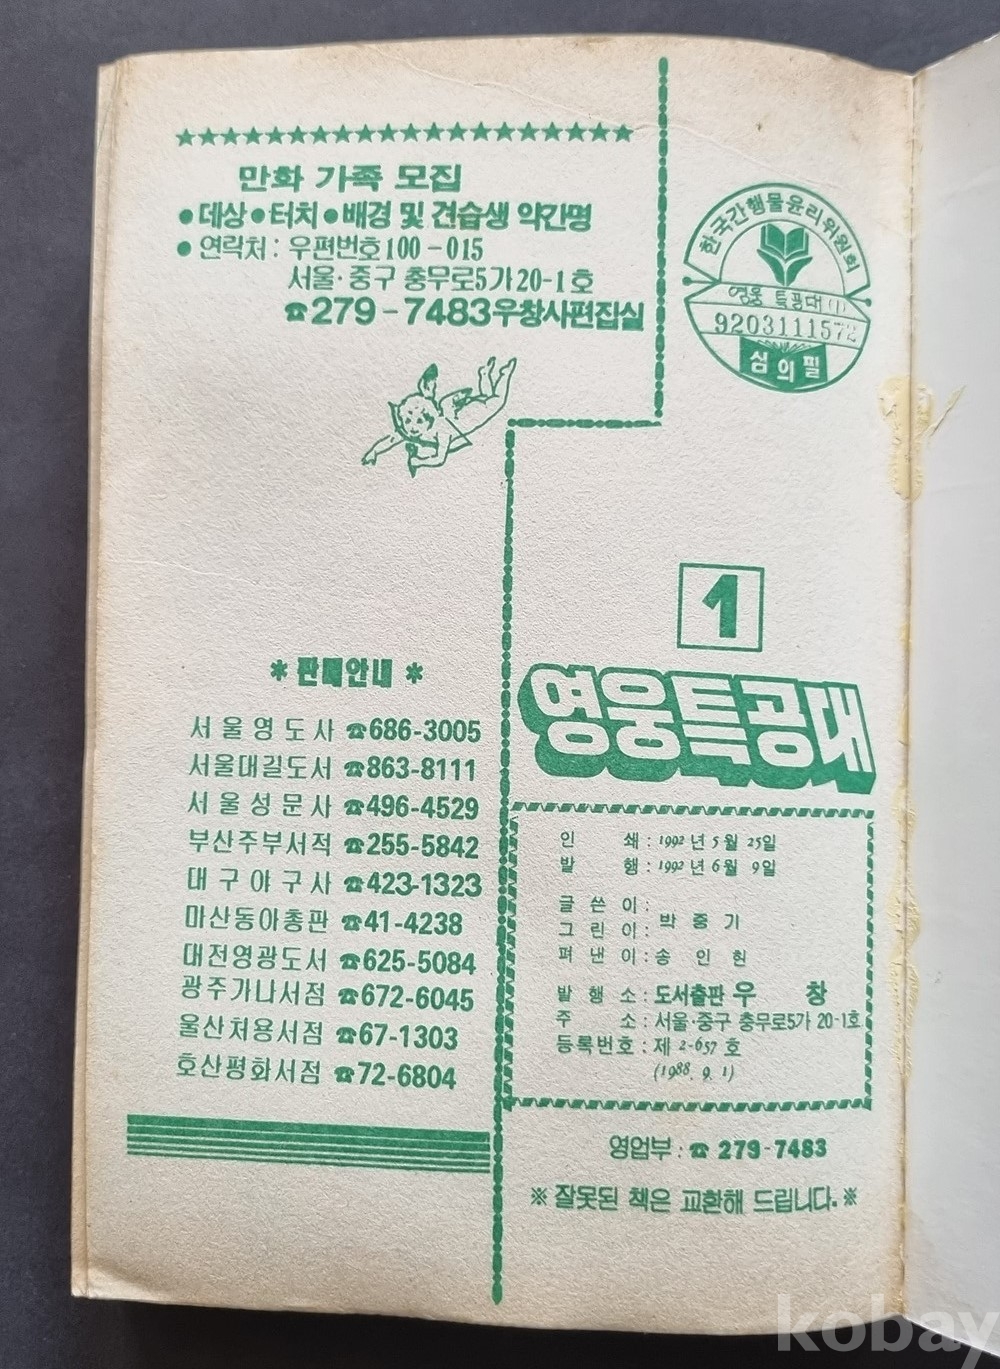 ★★★★★★★★★★★★★★★★★★★★
만화 가족 모집
●데상●터치●배경 및 견습생 약간명
●연락처 : 우편번호 100-015
서울·중구 충무로5가 20-1호
☎279-7483우창사편집실
한국간행물윤리위원회
영웅 특공대 (1)
9203111572
심의필
1
영웅특공대
＊판매안내＊
서울영도사 ☎686-3005
서울대길도서 ☎863-8111
서울성문사 ☎496-4529
부산주부서적 ☎255-5842
대구야구사 ☎423-1323
마산동아총판 ☎41-4238
대전영광도서 ☎625-5084
광주가나서점 ☎672-6045
울산처용서점 ☎67-1303
호산평화서점 ☎72-6804
인 쇄 : 1992년 5월 25일
발 행 : 1992년 6월 9일
글 쓴 이 :
그 린 이 : 박 중 기
펴 낸 이 : 송 인 현
발 행 소 : 도서출판 우 창
주 소 : 서울·중구 충무로5가 20-1호
등록번호 : 제 2-657 호
(1988. 9. 1)
영업부 : ☎ 279-7483
※ 잘못된 책은 교환해 드립니다. ※
kobay